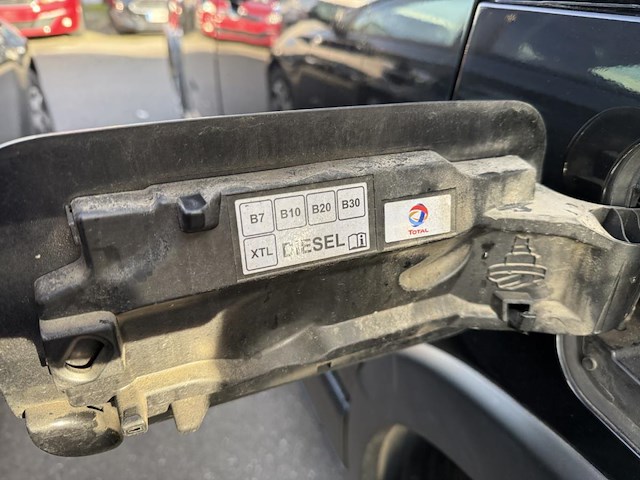 B7 B10 B20 B30
XTL DIESEL
TOTAL